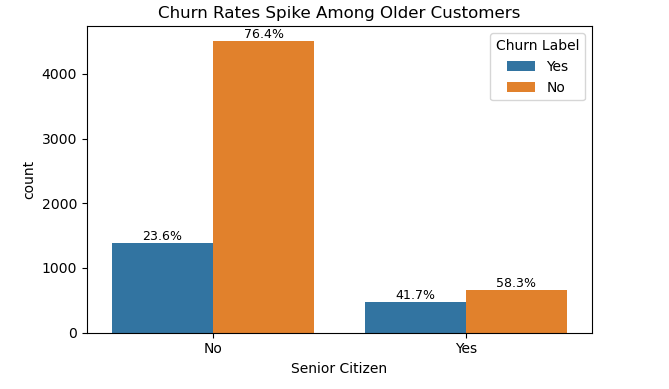 Churn Rates Spike Among Older Customers
Churn Label
Yes
No
76.4%
23.6%
41.7%
58.3%
4000
3000
2000
1000
0
count
No
Yes
Senior Citizen